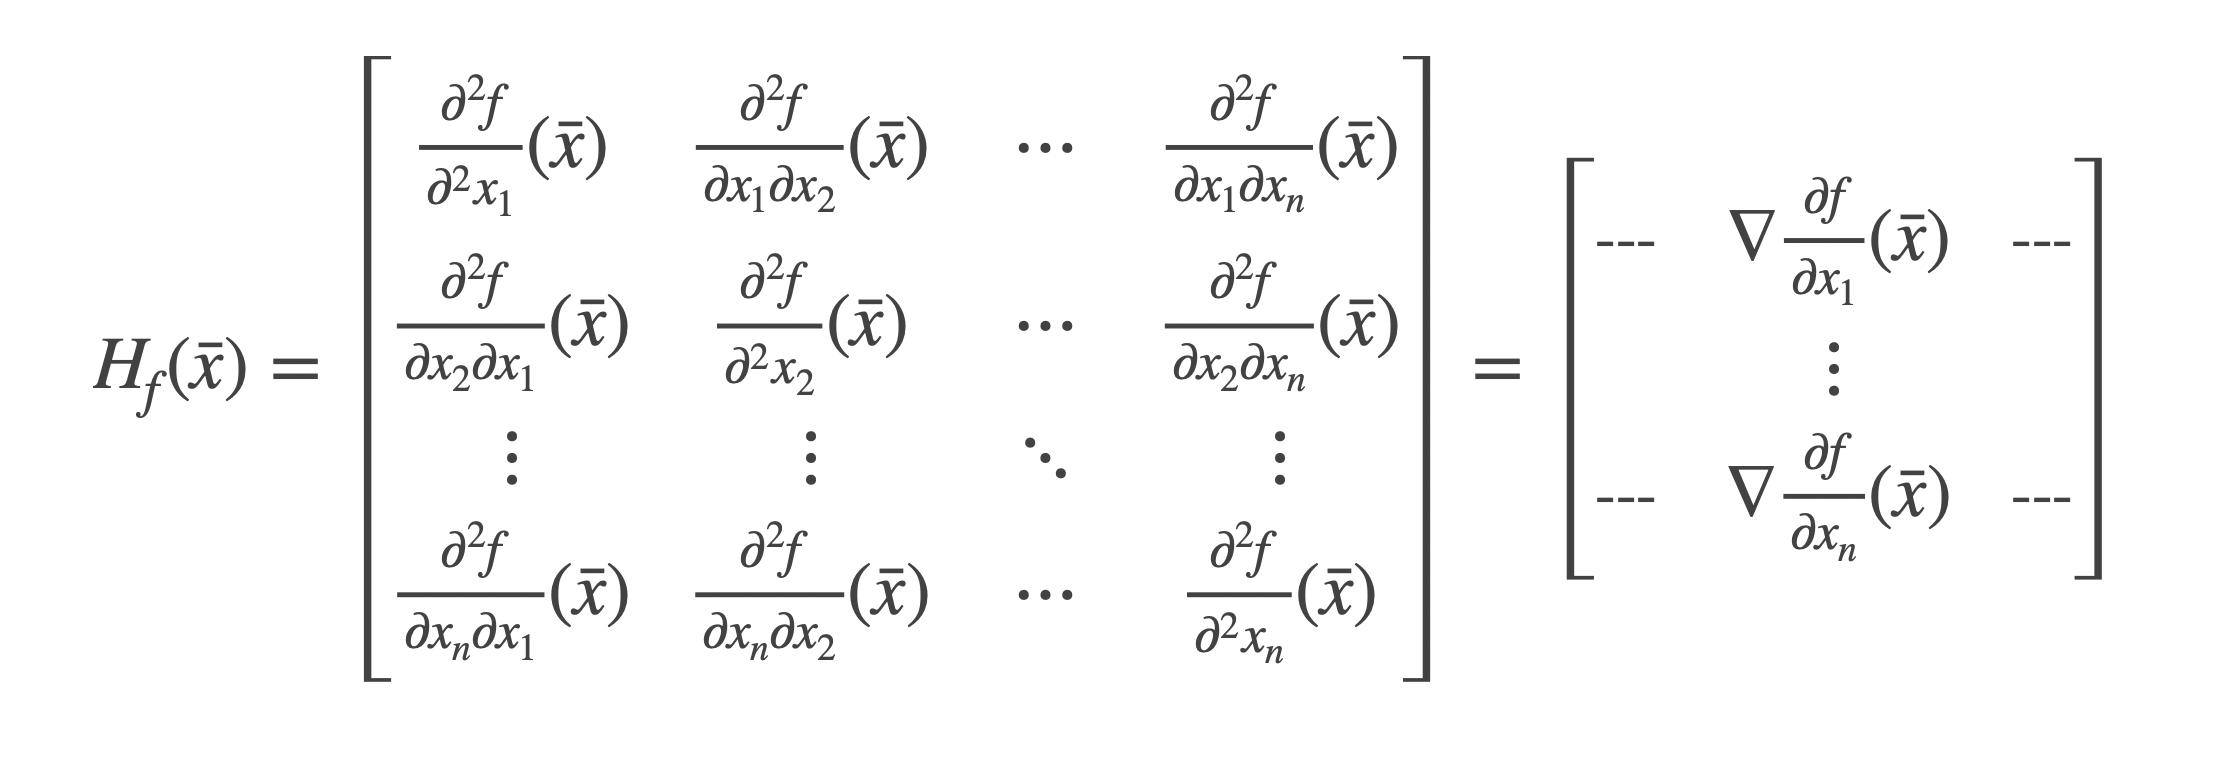 H_f(x̄) = [ ∂²f/∂²x₁ (x̄) ∂²f/∂x₁∂x₂ (x̄) ⋯ ∂²f/∂x₁∂xₙ (x̄) ; ∂²f/∂x₂∂x₁ (x̄) ∂²f/∂²x₂ (x̄) ⋯ ∂²f/∂x₂∂xₙ (x̄) ; ⋮ ⋮ ⋱ ⋮ ; ∂²f/∂xₙ∂x₁ (x̄) ∂²f/∂xₙ∂x₂ (x̄) ⋯ ∂²f/∂²xₙ (x̄) ] = [ --- ∇ ∂f/∂x₁ (x̄) --- ; ⋮ ; --- ∇ ∂f/∂xₙ (x̄) --- ]